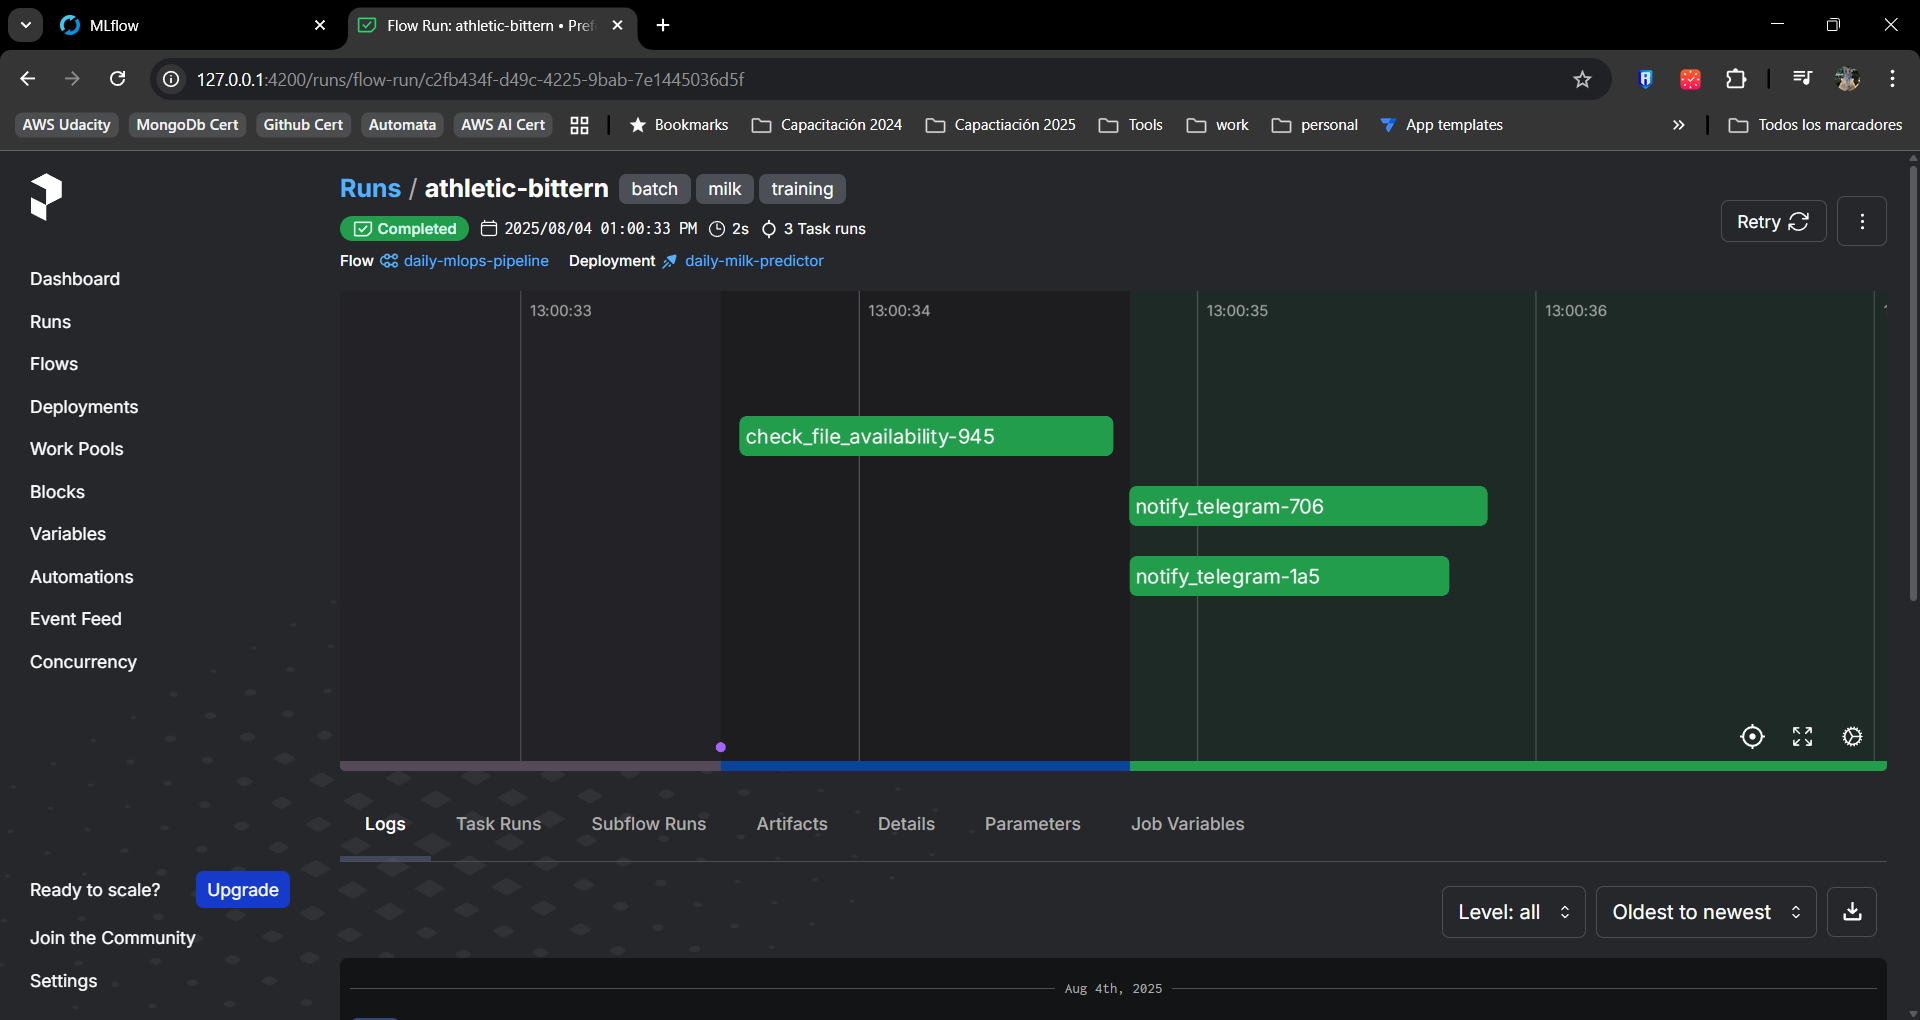 MLflow
Flow Run: athletic-bittern • Pref
127.0.0.1:4200/runs/flow-run/c2fb434f-d49c-4225-9bab-7e1445036d5f
AWS Udacity MongoDb Cert Github Cert Automata AWS AI Cert Bookmarks Capacitación 2024 Capactiación 2025 Tools work personal App templates » Todos los marcadores
Runs / athletic-bittern batch milk training
Completed 2025/08/04 01:00:33 PM 2s 3 Task runs
Retry
Flow daily-mlops-pipeline Deployment daily-milk-predictor
Dashboard
Runs
Flows
Deployments
Work Pools
Blocks
Variables
Automations
Event Feed
Concurrency
13:00:33 13:00:34 13:00:35 13:00:36
check_file_availability-945
notify_telegram-706
notify_telegram-1a5
Logs Task Runs Subflow Runs Artifacts Details Parameters Job Variables
Ready to scale? Upgrade
Join the Community
Settings
Level: all Oldest to newest
Aug 4th, 2025